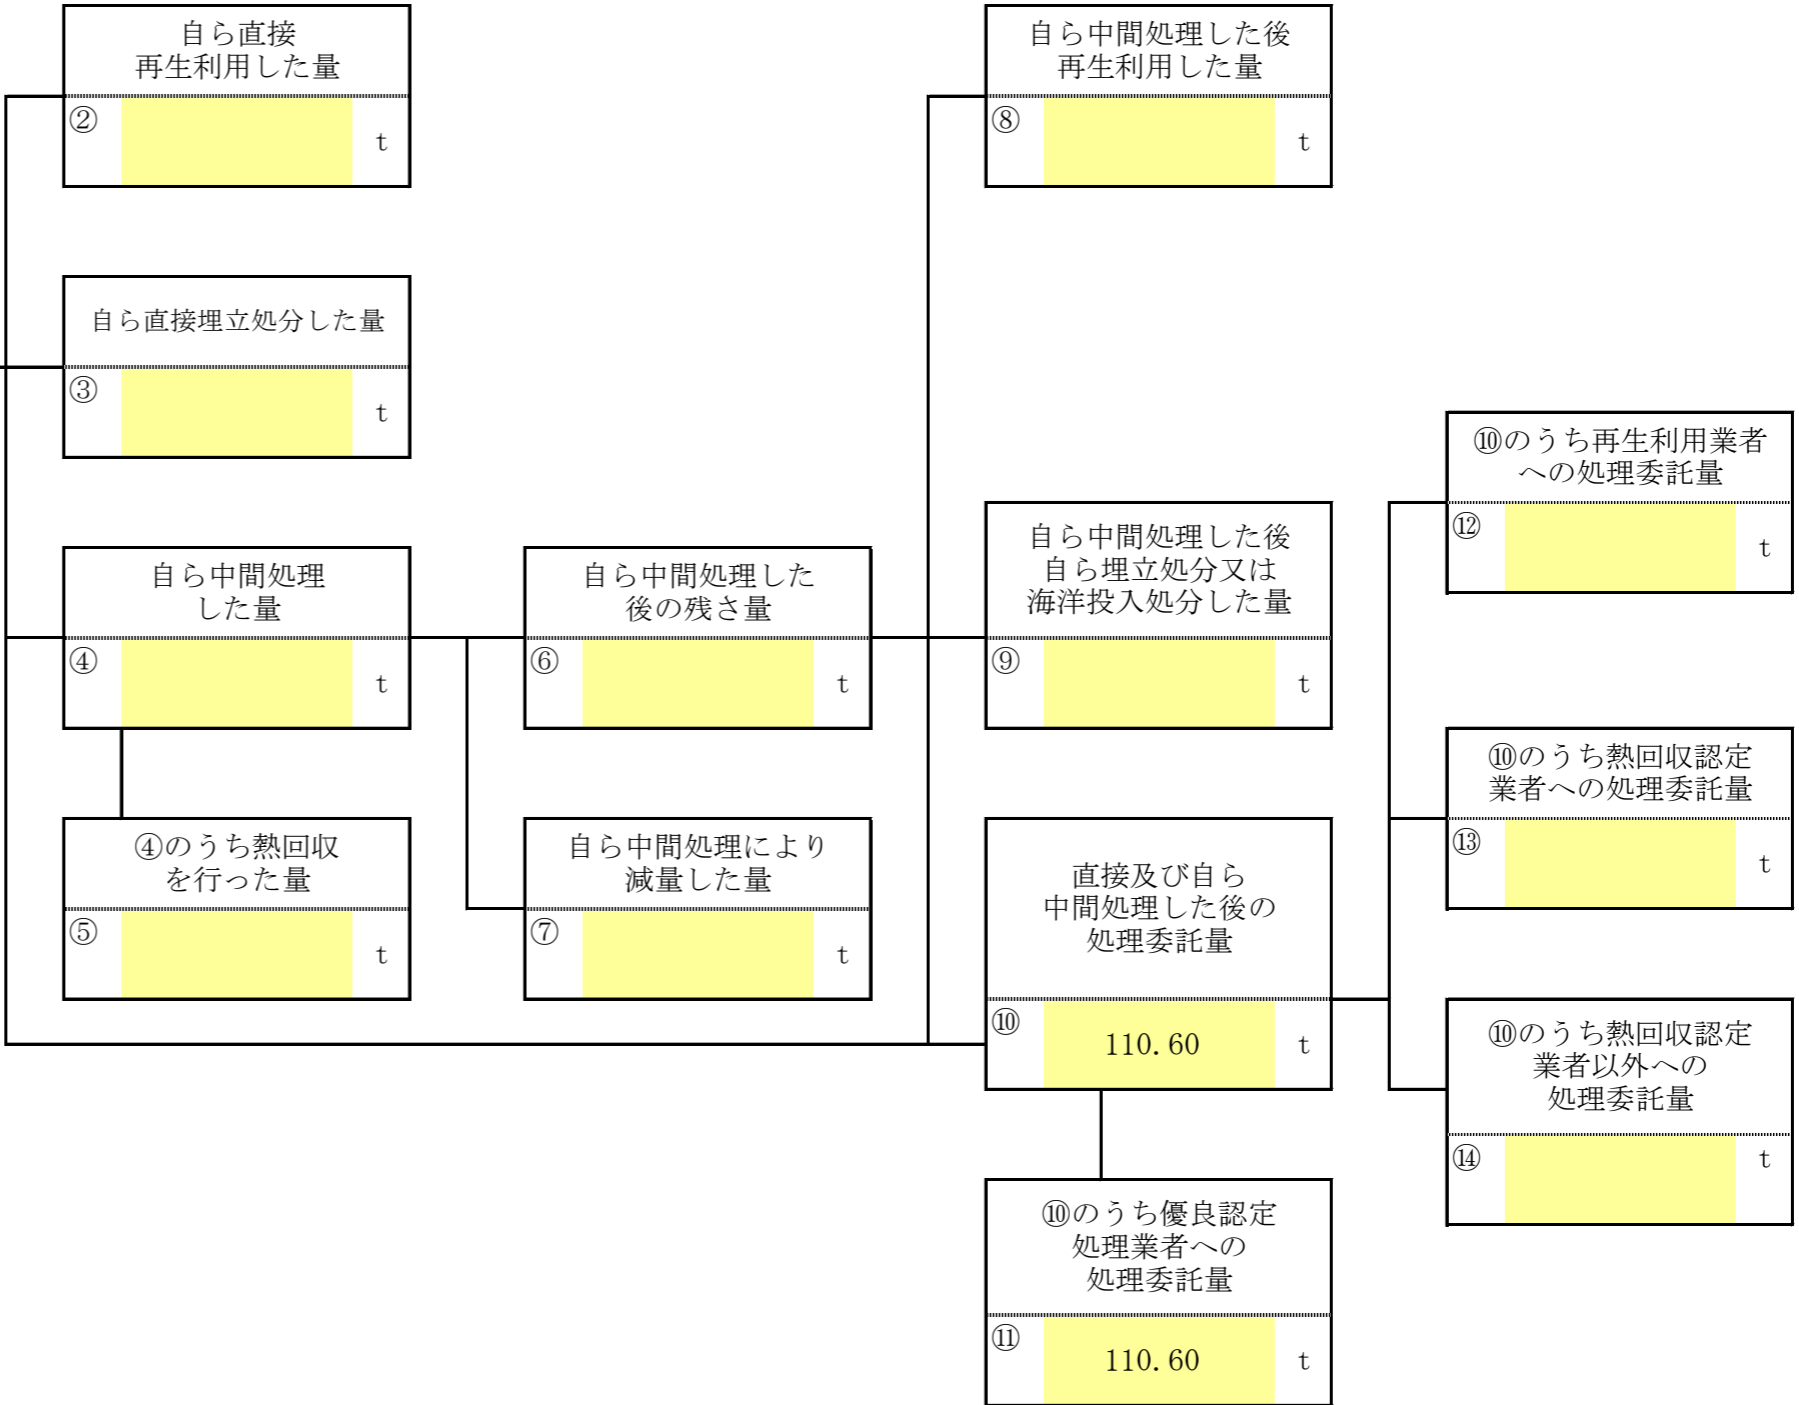 自ら直接
再生利用した量
②
t
自ら中間処理した後
再生利用した量
⑧
t
自ら直接埋立処分した量
③
t
⑩のうち再生利用業者
への処理委託量
⑫
t
自ら中間処理
した量
④
t
自ら中間処理した
後の残さ量
⑥
t
自ら中間処理した後
自ら埋立処分又は
海洋投入処分した量
⑨
t
⑩のうち熱回収認定
業者への処理委託量
⑬
t
④のうち熱回収
を行った量
⑤
t
自ら中間処理により
減量した量
⑦
t
直接及び自ら
中間処理した後の
処理委託量
⑩
110.60
t
⑩のうち熱回収認定
業者以外への
処理委託量
⑭
t
⑩のうち優良認定
処理業者への
処理委託量
⑪
110.60
t